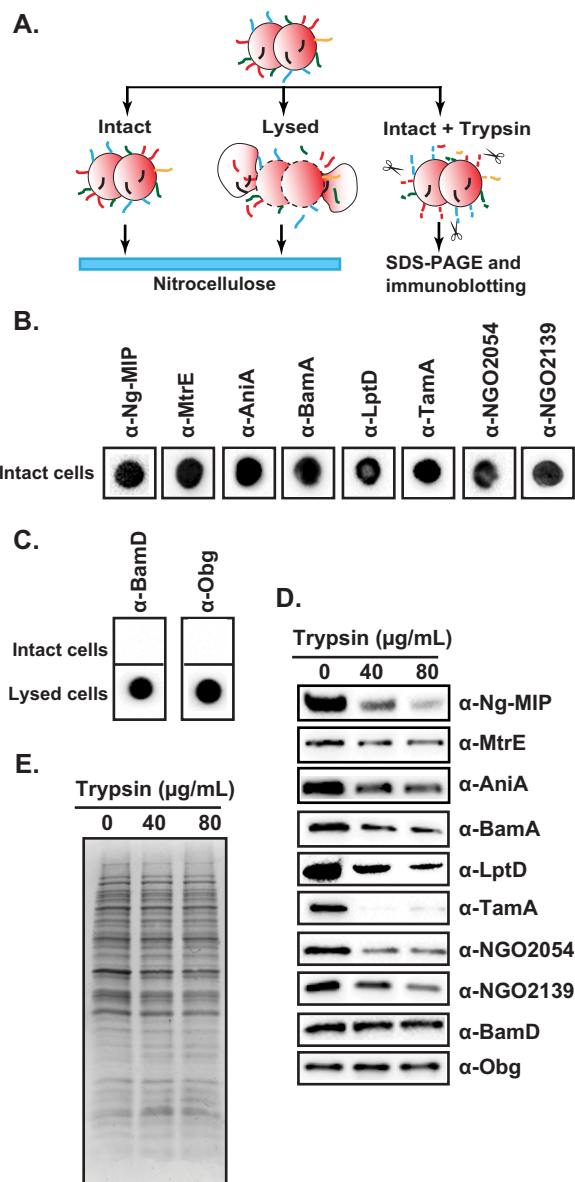 A.
Intact
Lysed
Intact + Trypsin
Nitrocellulose
SDS-PAGE and
immunoblotting
B.
α-Ng-MIP
α-MtrE
α-AniA
α-BamA
α-LptD
α-TamA
α-NGO2054
α-NGO2139
Intact cells
C.
α-BamD
α-Obg
Intact cells
Lysed cells
D.
Trypsin (µg/mL)
0 40 80
α-Ng-MIP
α-MtrE
α-AniA
α-BamA
α-LptD
α-TamA
α-NGO2054
α-NGO2139
α-BamD
α-Obg
E.
Trypsin (µg/mL)
0 40 80